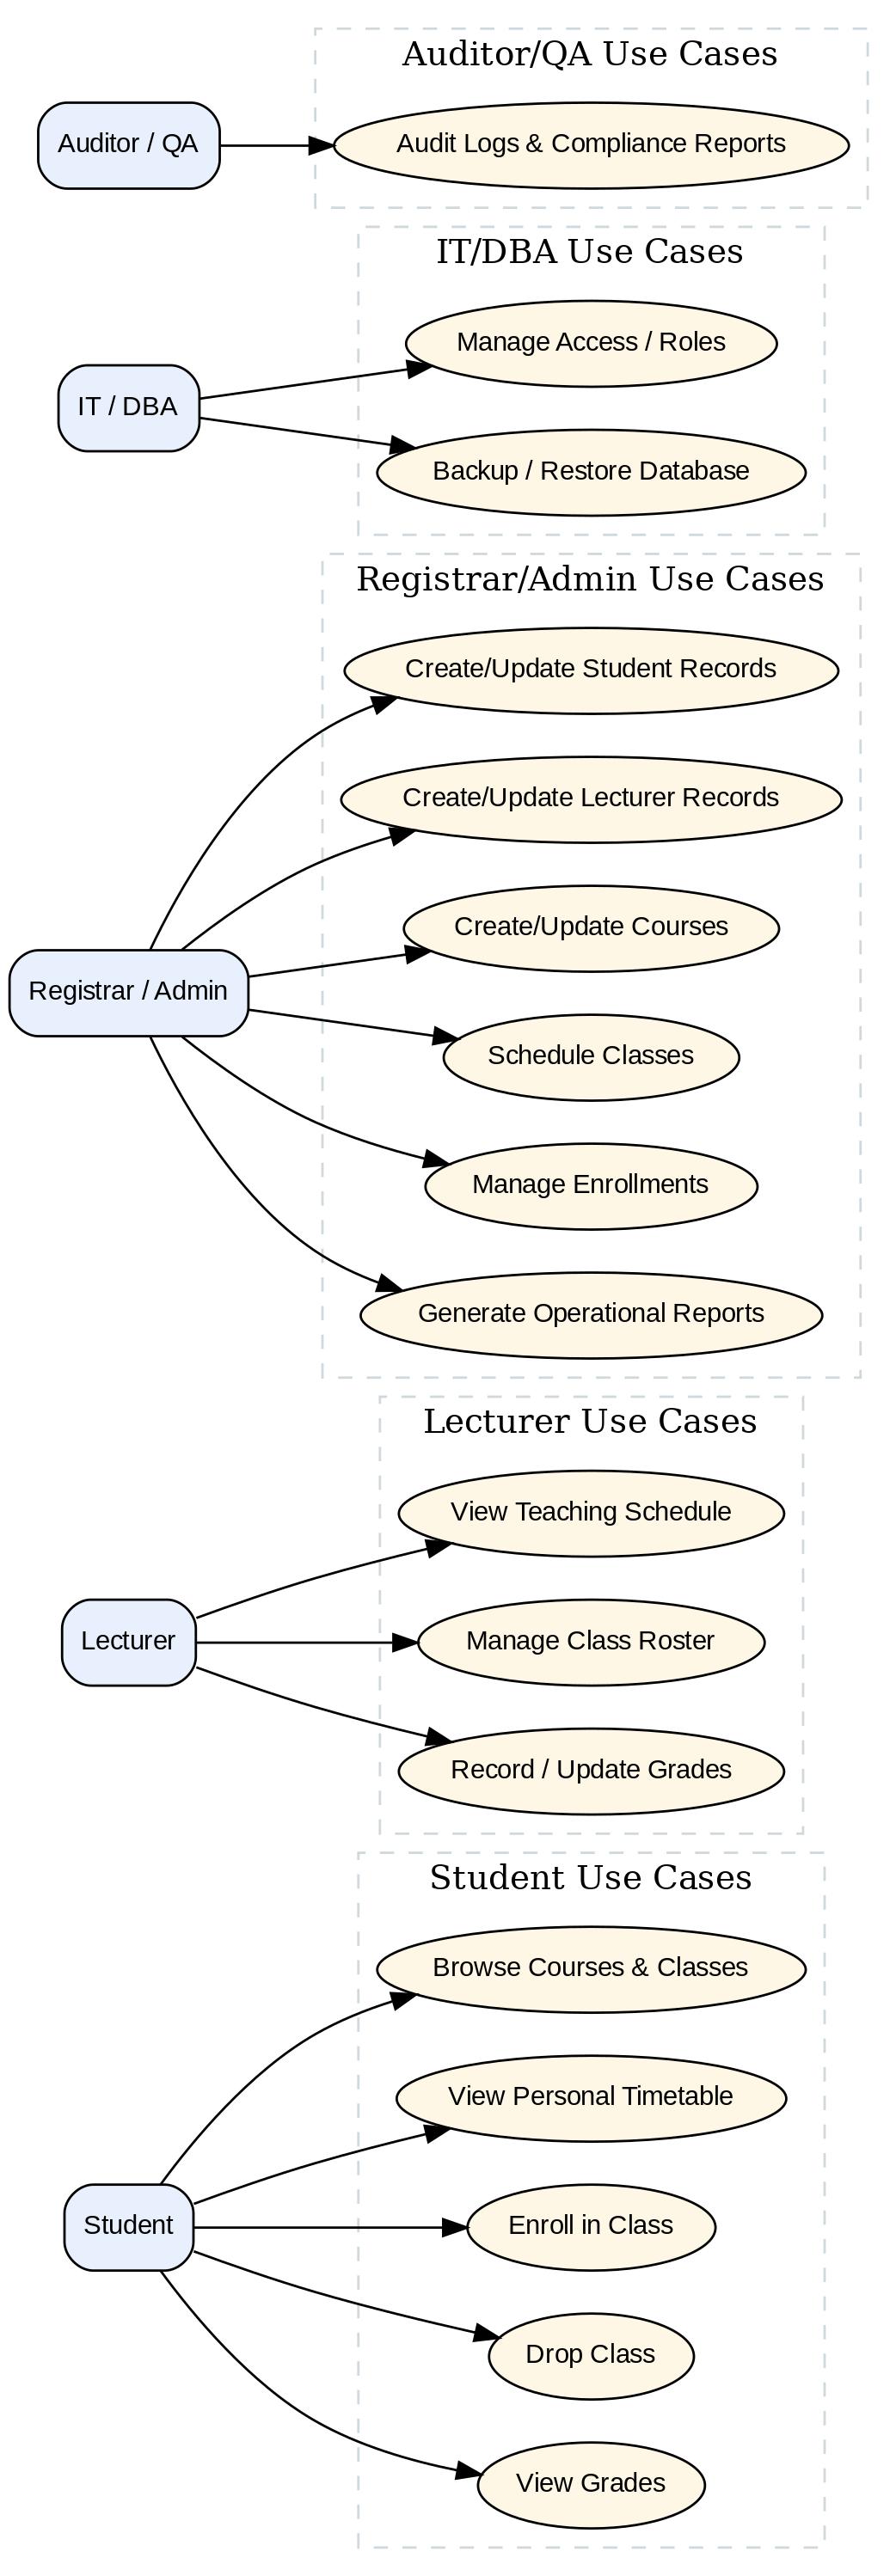 Auditor/QA Use Cases
Auditor / QA
Audit Logs & Compliance Reports
IT/DBA Use Cases
Manage Access / Roles
IT / DBA
Backup / Restore Database
Registrar/Admin Use Cases
Create/Update Student Records
Create/Update Lecturer Records
Create/Update Courses
Registrar / Admin
Schedule Classes
Manage Enrollments
Generate Operational Reports
Lecturer Use Cases
View Teaching Schedule
Lecturer
Manage Class Roster
Record / Update Grades
Student Use Cases
Browse Courses & Classes
View Personal Timetable
Student
Enroll in Class
Drop Class
View Grades